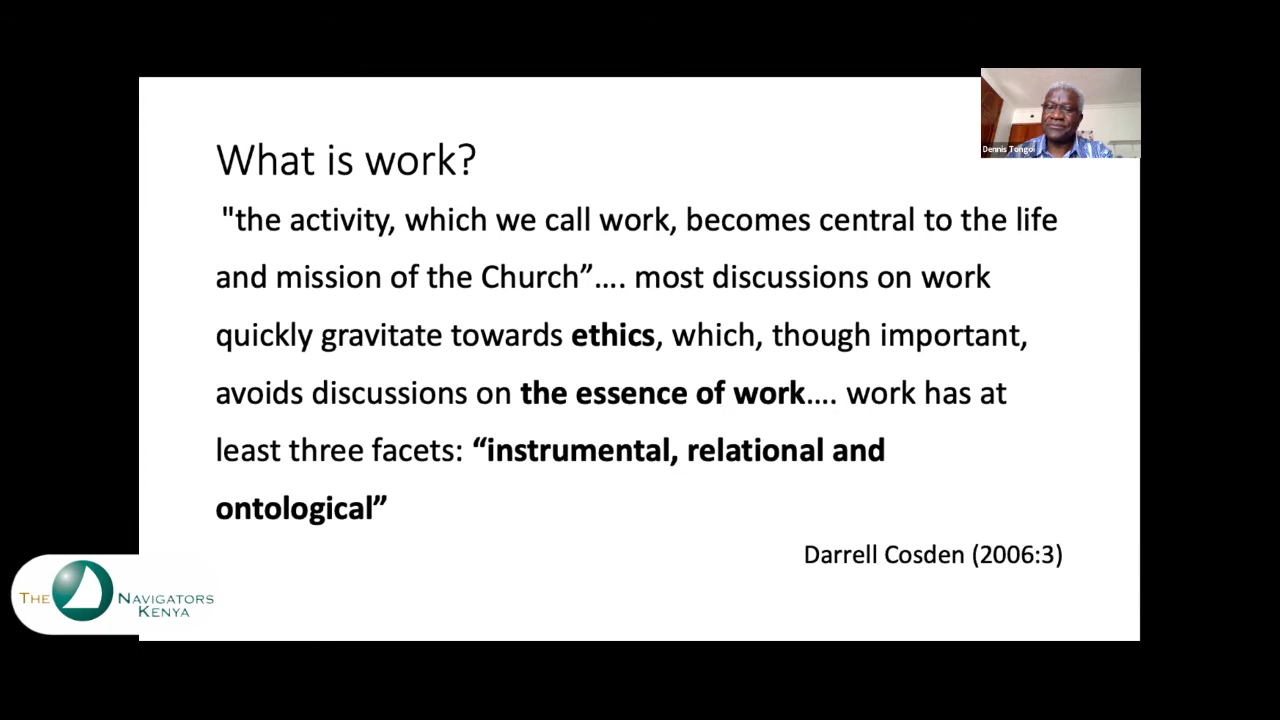 What is work?
"the activity, which we call work, becomes central to the life
and mission of the Church”…. most discussions on work
quickly gravitate towards ethics, which, though important,
avoids discussions on the essence of work…. work has at
least three facets: “instrumental, relational and
ontological”
Darrell Cosden (2006:3)
Dennis Tongoi
THE NAVIGATORS
KENYA